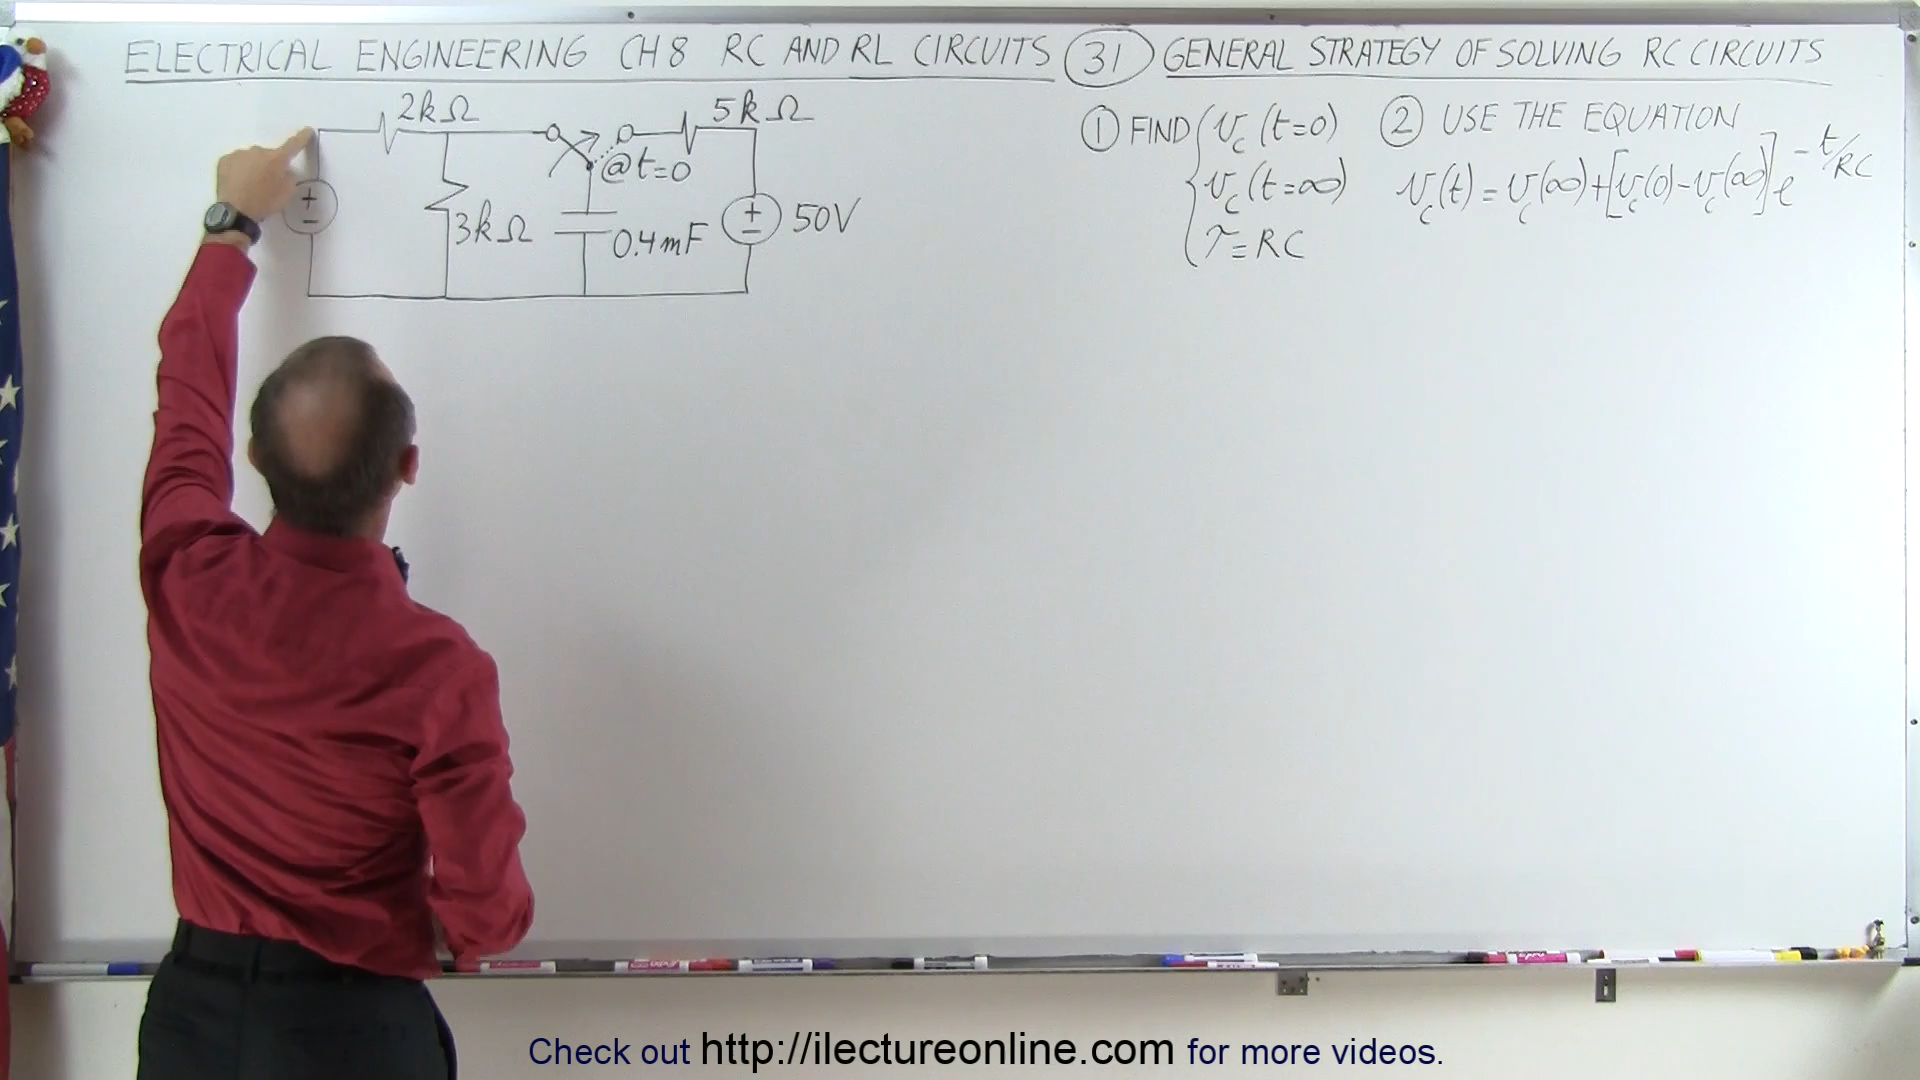 ELECTRICAL ENGINEERING CH 8 RC AND RL CIRCUITS 31 GENERAL STRATEGY OF SOLVING RC CIRCUITS
2kΩ 5kΩ
@t=0
+
−
3kΩ
0.4mF
+
−
50V
① FIND { v_c (t=0)
v_c (t=∞)
τ=RC
② USE THE EQUATION
v_c(t) = v_c(∞)+[v_c(0)-v_c(∞)] e^-t/RC
Check out http://ilectureonline.com for more videos.